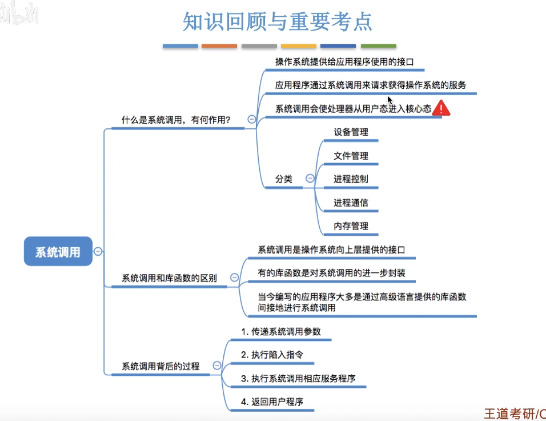 知识回顾与重要考点
操作系统提供给应用程序使用的接口
应用程序通过系统调用来请求获得操作系统的服务
系统调用会使处理器从用户态进入核心态
什么是系统调用，有何作用？
设备管理
文件管理
分类
进程控制
进程通信
内存管理
系统调用
系统调用是操作系统向上层提供的接口
系统调用和库函数的区别
有的库函数是对系统调用的进一步封装
当今编写的应用程序大多是通过高级语言提供的库函数
间接地进行系统调用
1. 传递系统调用参数
2. 执行陷入指令
系统调用背后的过程
3. 执行系统调用相应服务程序
4. 返回用户程序
王道考研/C